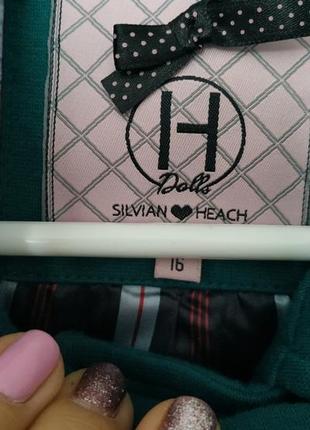 H
Dolls
SILVIAN HEACH
16